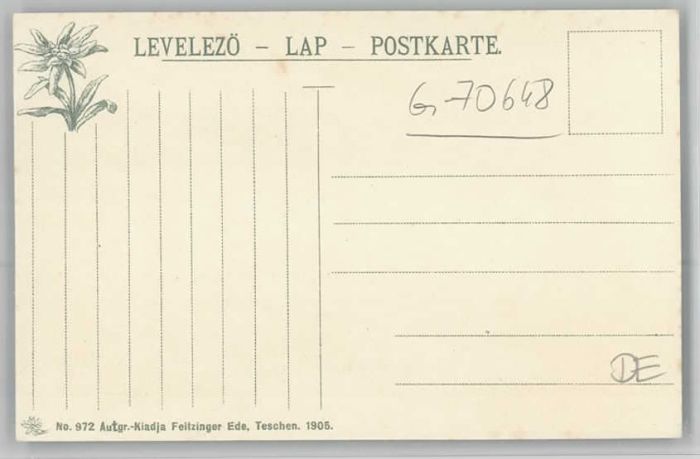 LEVELEZÖ - LAP - POSTKARTE.
G-70648
DE
No. 972 Autgr.-Kiadja Feitzinger Ede, Teschen. 1905.